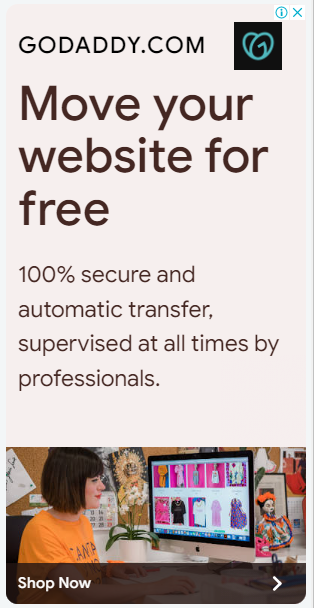 GODADDY.COM
Move your
website for
free
100% secure and
automatic transfer,
supervised at all times by
professionals.
Shop Now